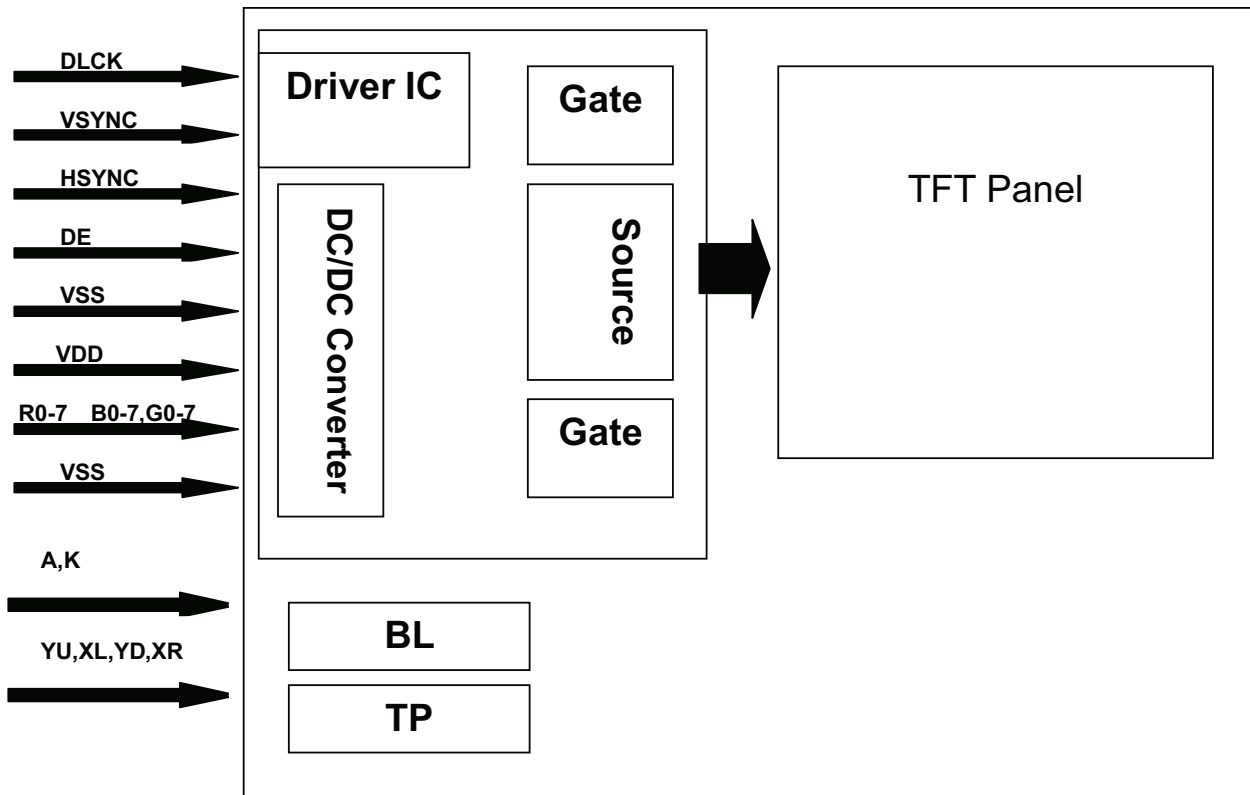 DLCK
VSYNC
HSYNC
DE
VSS
VDD
R0-7 B0-7,G0-7
VSS
A,K
YU,XL,YD,XR
Driver IC
DC/DC Converter
Gate
Source
Gate
BL
TP
TFT Panel